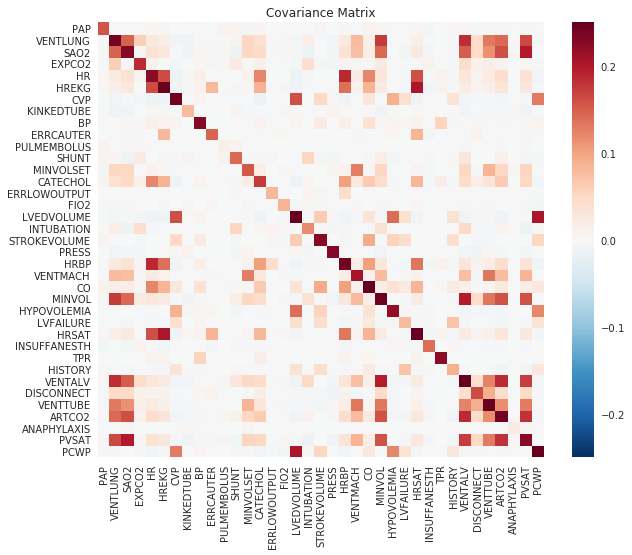 Covariance Matrix
PAP
VENTLUNG
SAO2
EXPCO2
HR
HREKG
CVP
KINKEDTUBE
BP
ERRCAUTER
PULMEMBOLUS
SHUNT
MINVOLSET
CATECHOL
ERRLOWOUTPUT
FIO2
LVEDVOLUME
INTUBATION
STROKEVOLUME
PRESS
HRBP
VENTMACH
CO
MINVOL
HYPOVOLEMIA
LVFAILURE
HRSAT
INSUFFANESTH
TPR
HISTORY
VENTALV
DISCONNECT
VENTTUBE
ARTCO2
ANAPHYLAXIS
PVSAT
PCWP
PAP
VENTLUNG
SAO2
EXPCO2
HR
HREKG
CVP
KINKEDTUBE
BP
ERRCAUTER
PULMEMBOLUS
SHUNT
MINVOLSET
CATECHOL
ERRLOWOUTPUT
FIO2
LVEDVOLUME
INTUBATION
STROKEVOLUME
PRESS
HRBP
VENTMACH
CO
MINVOL
HYPOVOLEMIA
LVFAILURE
HRSAT
INSUFFANESTH
TPR
HISTORY
VENTALV
DISCONNECT
VENTTUBE
ARTCO2
ANAPHYLAXIS
PVSAT
PCWP
0.2
0.1
0.0
−0.1
−0.2